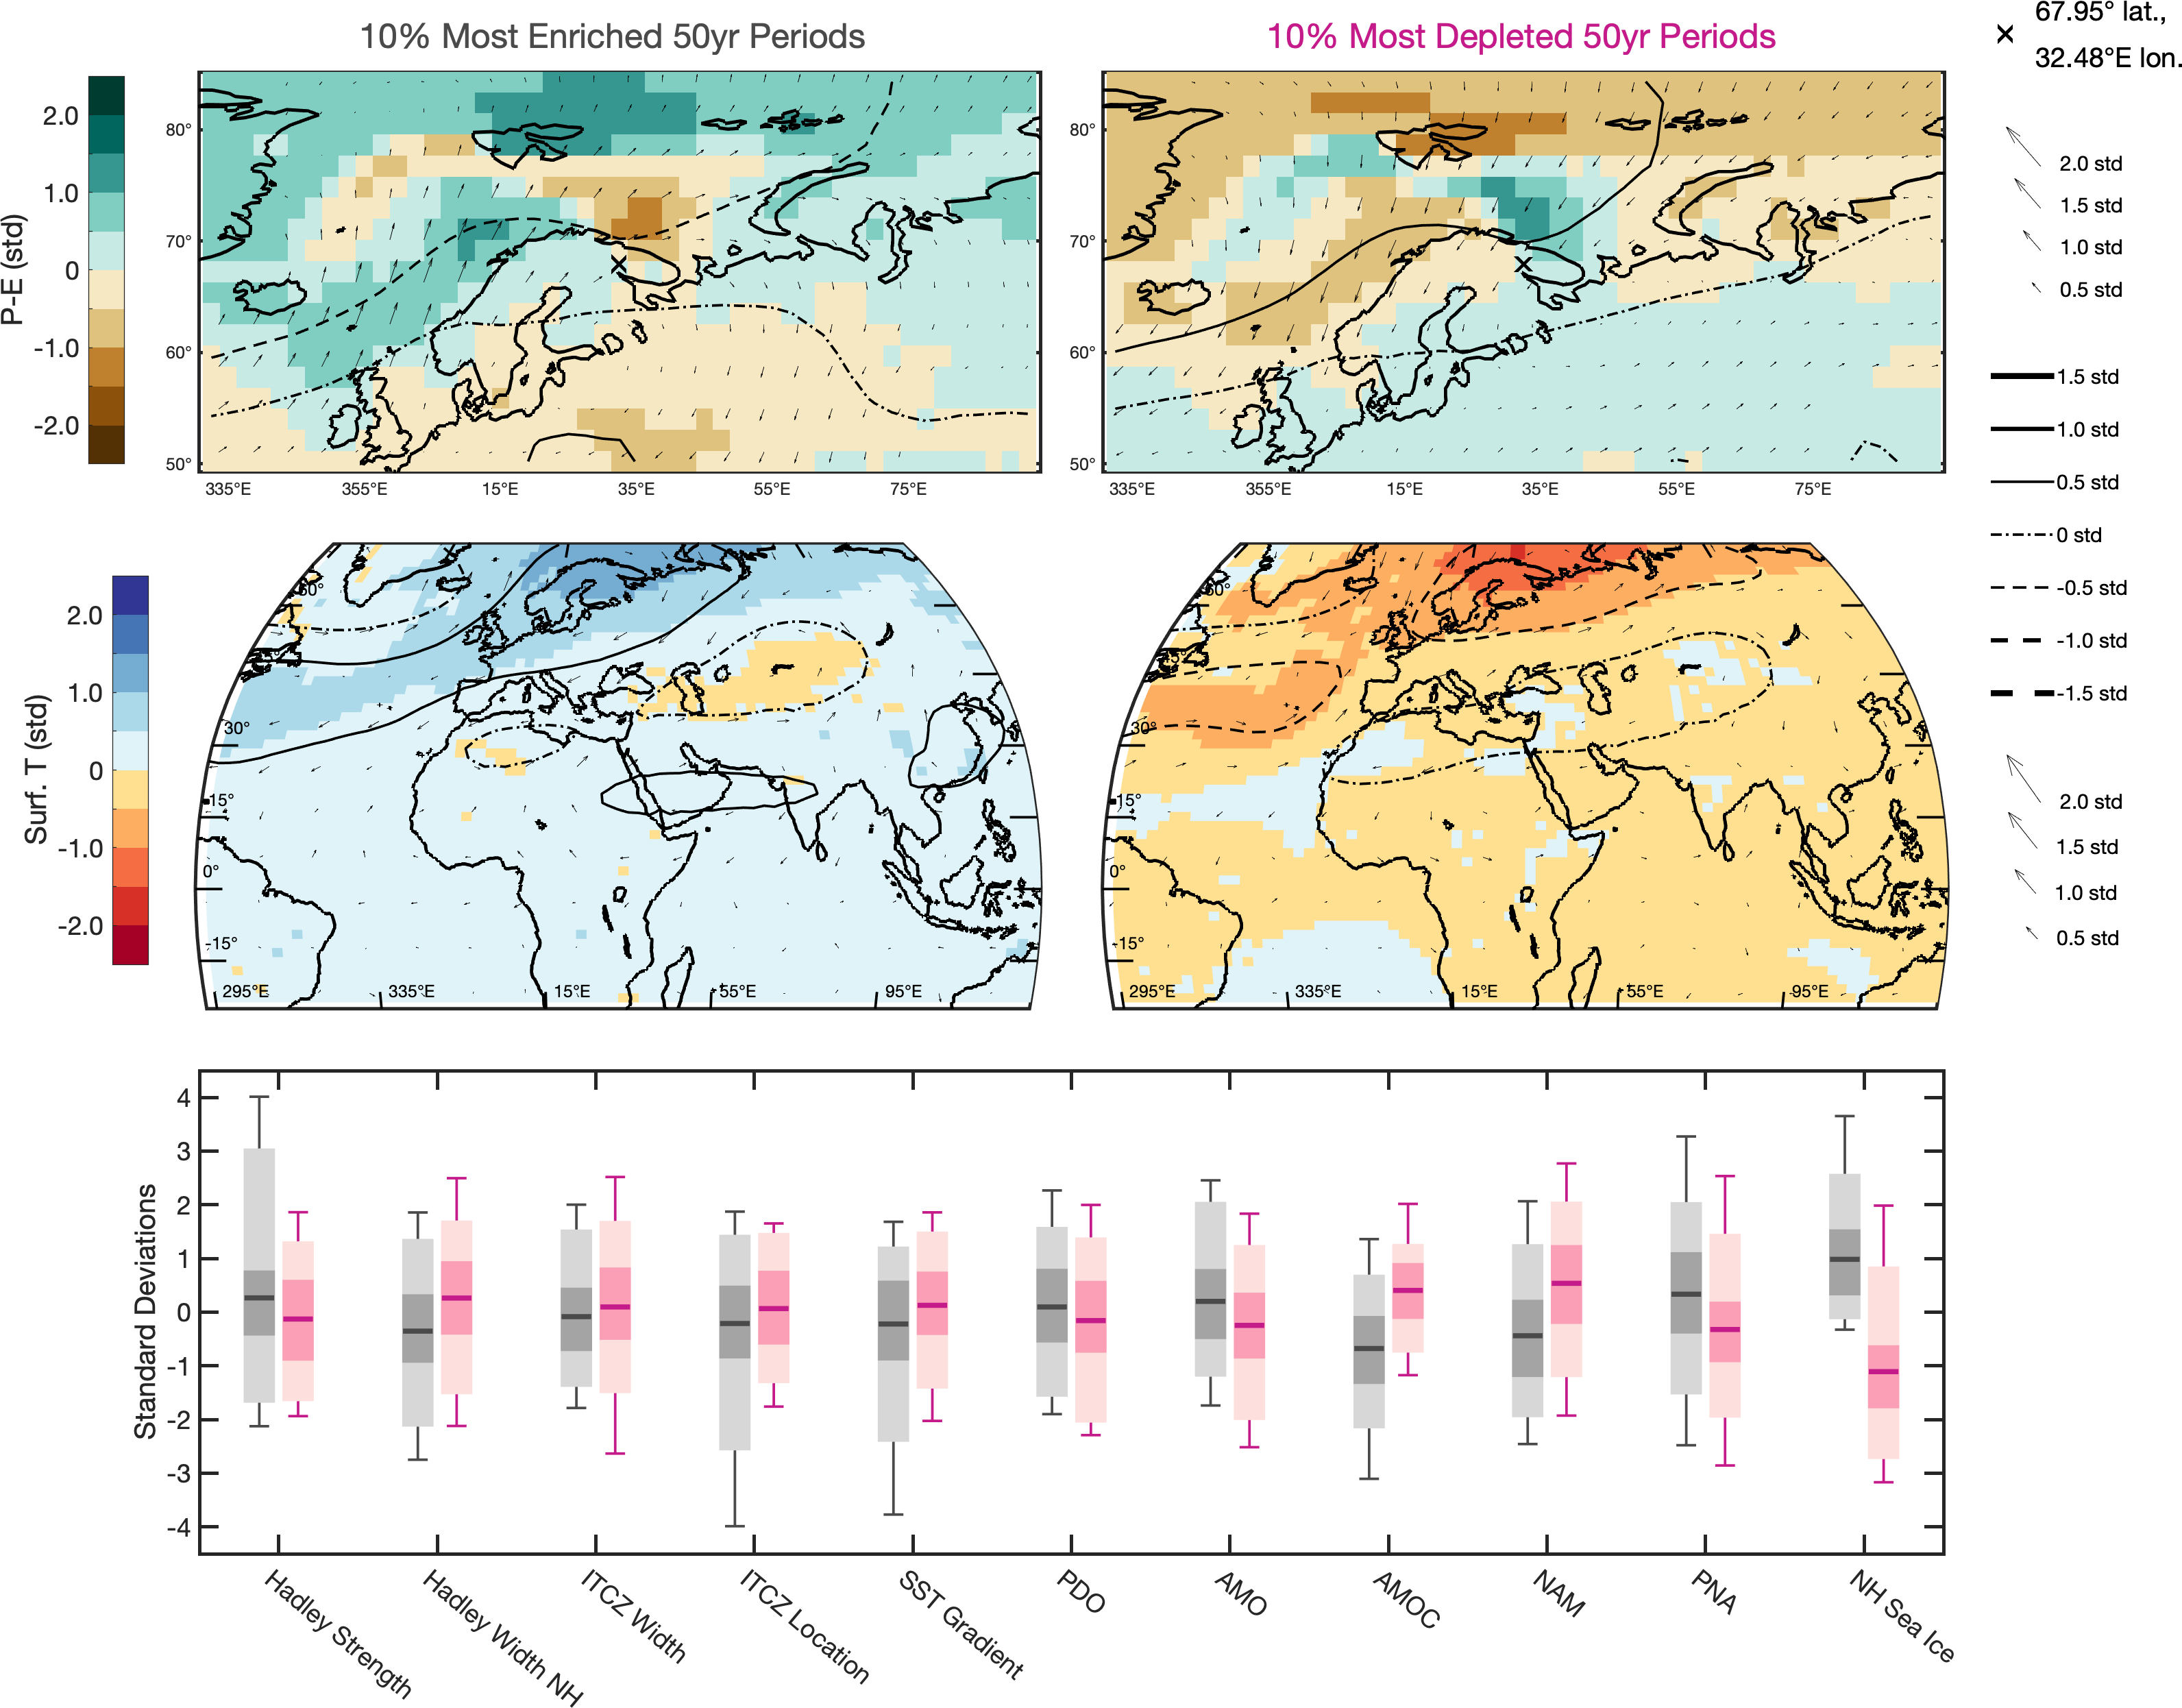 10% Most Enriched 50yr Periods
10% Most Depleted 50yr Periods
67.95° lat.,
32.48°E lon.
P-E (std)
2.0
1.0
0
-1.0
-2.0
80°
70°
60°
50°
335°E 355°E 15°E 35°E 55°E 75°E
80°
70°
60°
50°
335°E 355°E 15°E 35°E 55°E 75°E
2.0 std
1.5 std
1.0 std
0.5 std
1.5 std
1.0 std
0.5 std
0 std
-0.5 std
-1.0 std
-1.5 std
2.0 std
1.5 std
1.0 std
0.5 std
Surf. T (std)
2.0
1.0
0
-1.0
-2.0
30°
15°
0°
-15°
295°E 335°E 15°E 55°E 95°E
30°
15°
0°
-15°
295°E 335°E 15°E 55°E 95°E
Standard Deviations
4
3
2
1
0
-1
-2
-3
-4
Hadley Strength
Hadley Width NH
ITCZ Width
ITCZ Location
SST Gradient
PDO
AMO
AMOC
NAM
PNA
NH Sea Ice